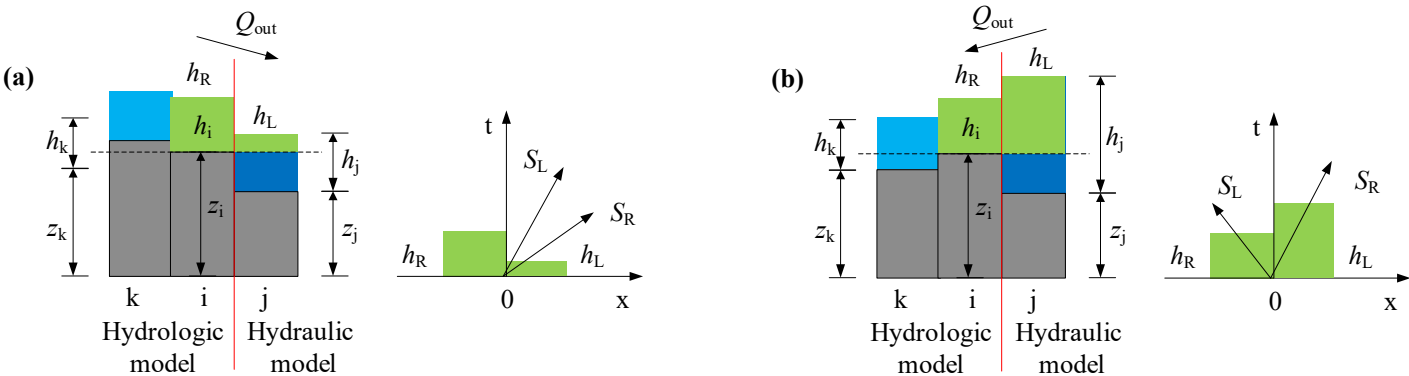 (a)
Q_out
h_R
h_L
h_k
h_i
h_j
z_k
z_i
z_j
k i j
Hydrologic model
Hydraulic model
t
S_L
S_R
h_R
h_L
0
x
(b)
Q_out
h_R
h_L
h_k
h_i
h_j
z_k
z_i
z_j
k i j
Hydrologic model
Hydraulic model
t
S_L
S_R
h_R
h_L
0
x